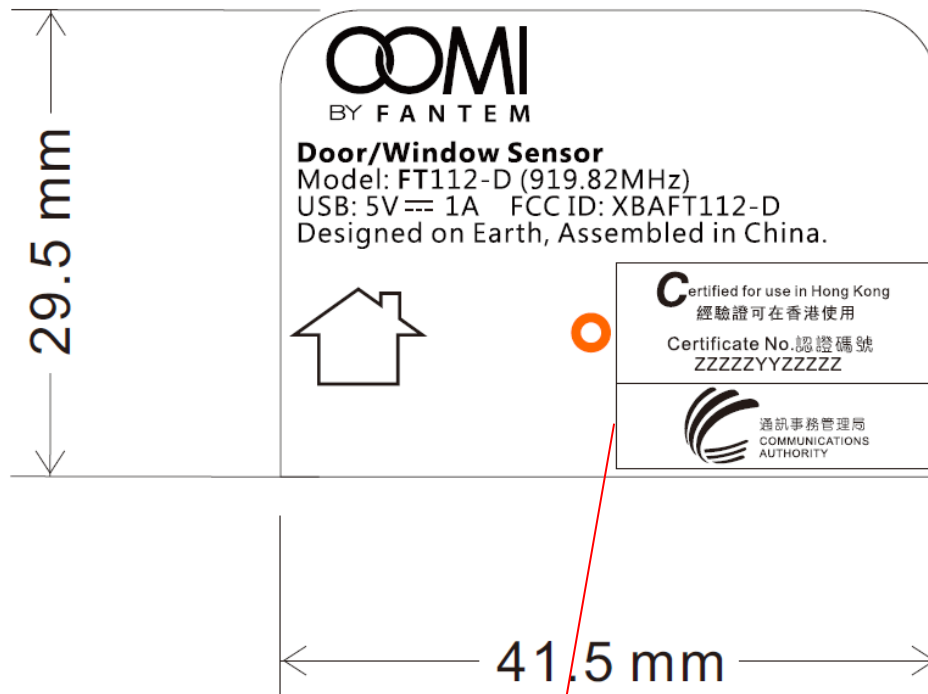 OOMI
BY FANTEM
Door/Window Sensor
Model: FT112-D (919.82MHz)
USB: 5V⎓ 1A FCC ID: XBAFT112-D
Designed on Earth, Assembled in China.
29.5 mm
Certified for use in Hong Kong
經驗證可在香港使用
Certificate No.認證碼號
ZZZZZYYZZZZZ
通訊事務管理局
COMMUNICATIONS
AUTHORITY
41.5 mm